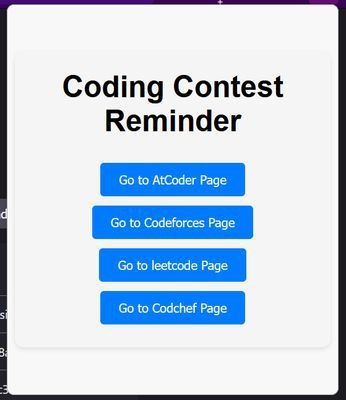 Coding Contest
Reminder
Go to AtCoder Page
Go to Codeforces Page
Go to leetcode Page
Go to Codchef Page